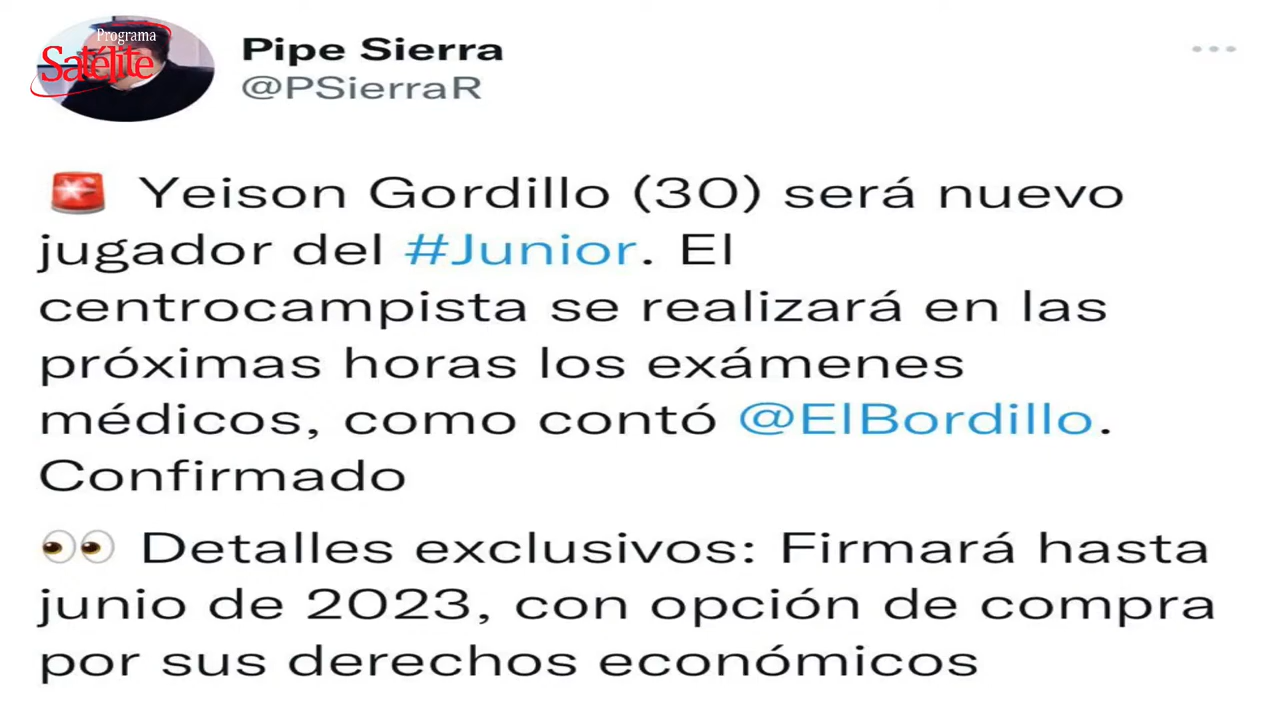 Programa
Satélite
Pipe Sierra
@PSierraR
Yeison Gordillo (30) será nuevo
jugador del #Junior. El
centrocampista se realizará en las
próximas horas los exámenes
médicos, como contó @ElBordillo.
Confirmado
Detalles exclusivos: Firmará hasta
junio de 2023, con opción de compra
por sus derechos económicos